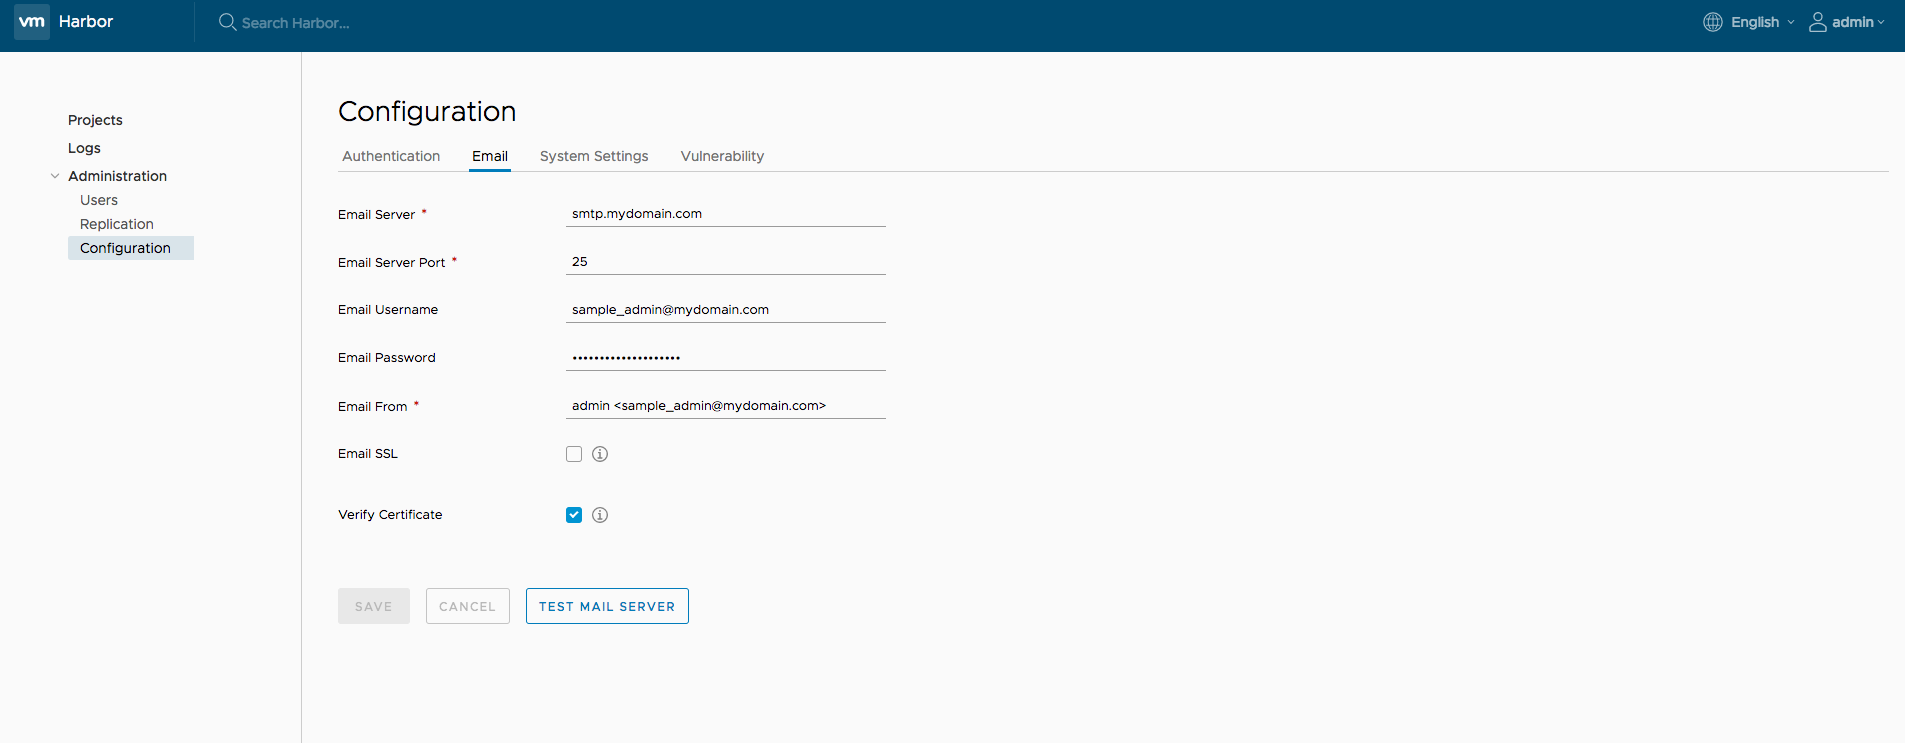 vm Harbor Search Harbor... English admin
Projects
Logs
Administration
Users
Replication
Configuration
Configuration
Authentication Email System Settings Vulnerability
Email Server * smtp.mydomain.com
Email Server Port * 25
Email Username sample_admin@mydomain.com
Email Password ••••••••••••••••••••
Email From * admin <sample_admin@mydomain.com>
Email SSL
Verify Certificate
SAVE CANCEL TEST MAIL SERVER